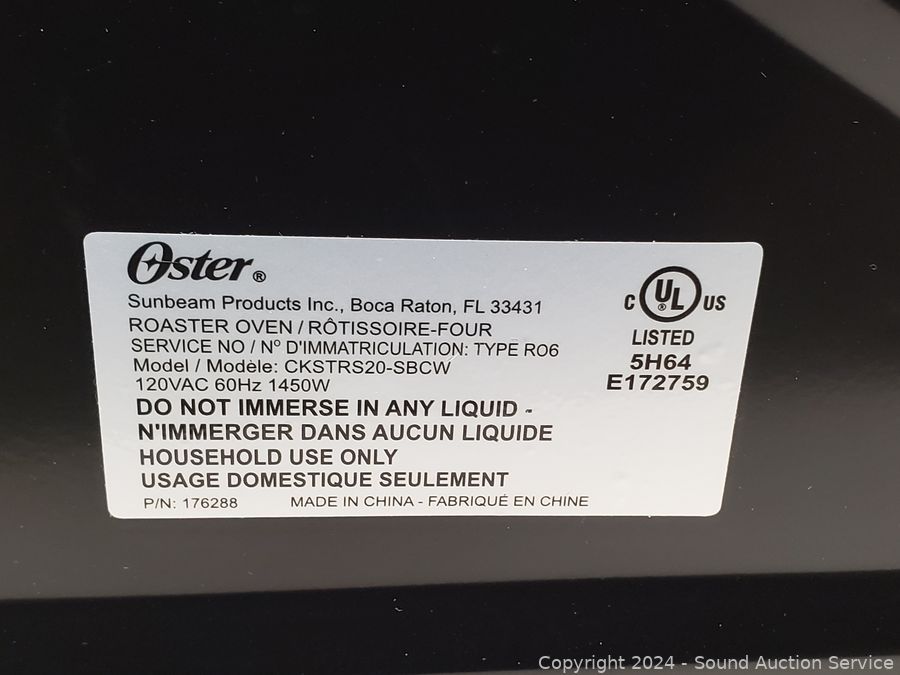 Oster®
Sunbeam Products Inc., Boca Raton, FL 33431
ROASTER OVEN / RÔTISSOIRE-FOUR
SERVICE NO / Nº D'IMMATRICULATION: TYPE R06
Model / Modèle: CKSTRS20-SBCW
120VAC 60Hz 1450W
DO NOT IMMERSE IN ANY LIQUID -
N'IMMERGER DANS AUCUN LIQUIDE
HOUSEHOLD USE ONLY
USAGE DOMESTIQUE SEULEMENT
P/N: 176288 MADE IN CHINA - FABRIQUÉ EN CHINE
C UL® US
LISTED
5H64
E172759
Copyright 2024 - Sound Auction Service